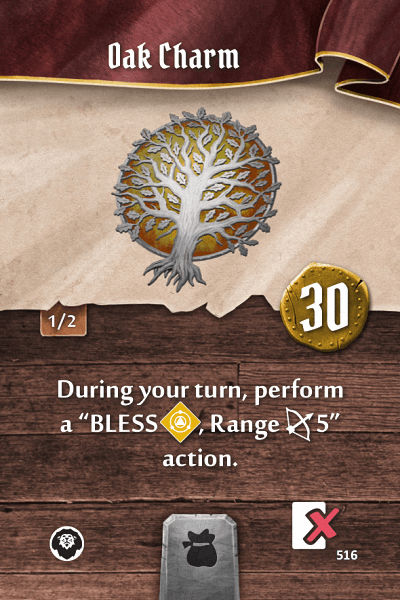 Oak Charm
1/2
30
During your turn, perform
a “BLESS, Range 5”
action.
516